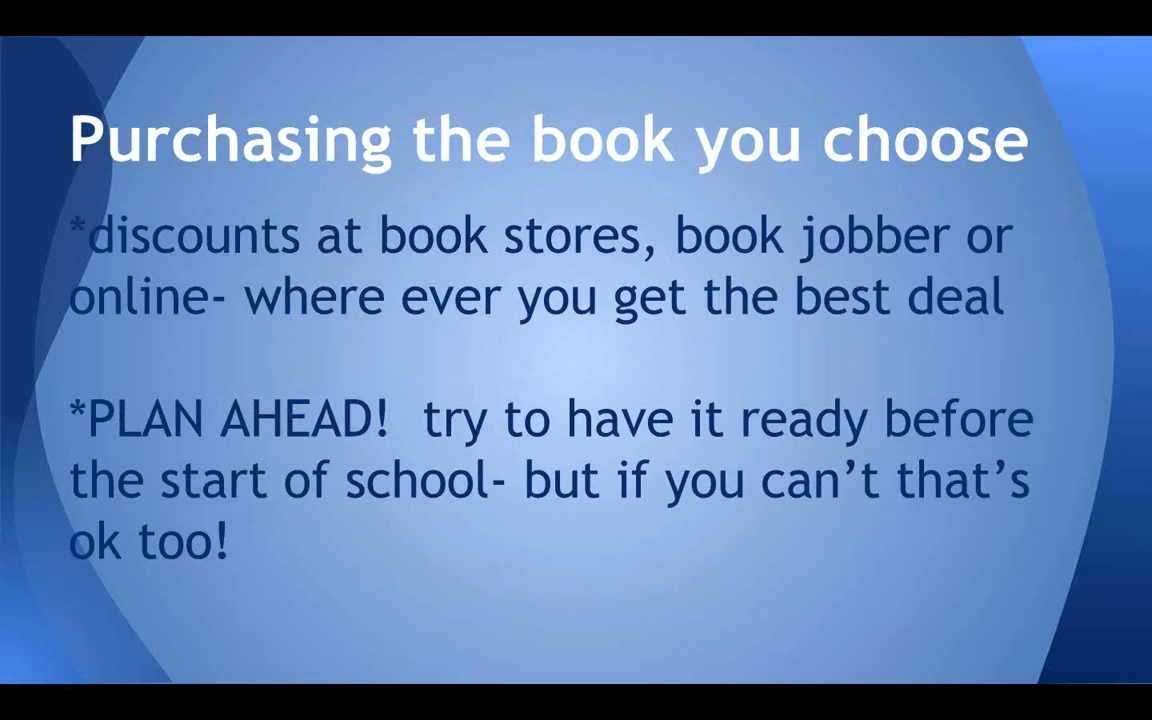 Purchasing the book you choose
*discounts at book stores, book jobber or
online- where ever you get the best deal
*PLAN AHEAD!  try to have it ready before
the start of school- but if you can’t that’s
ok too!